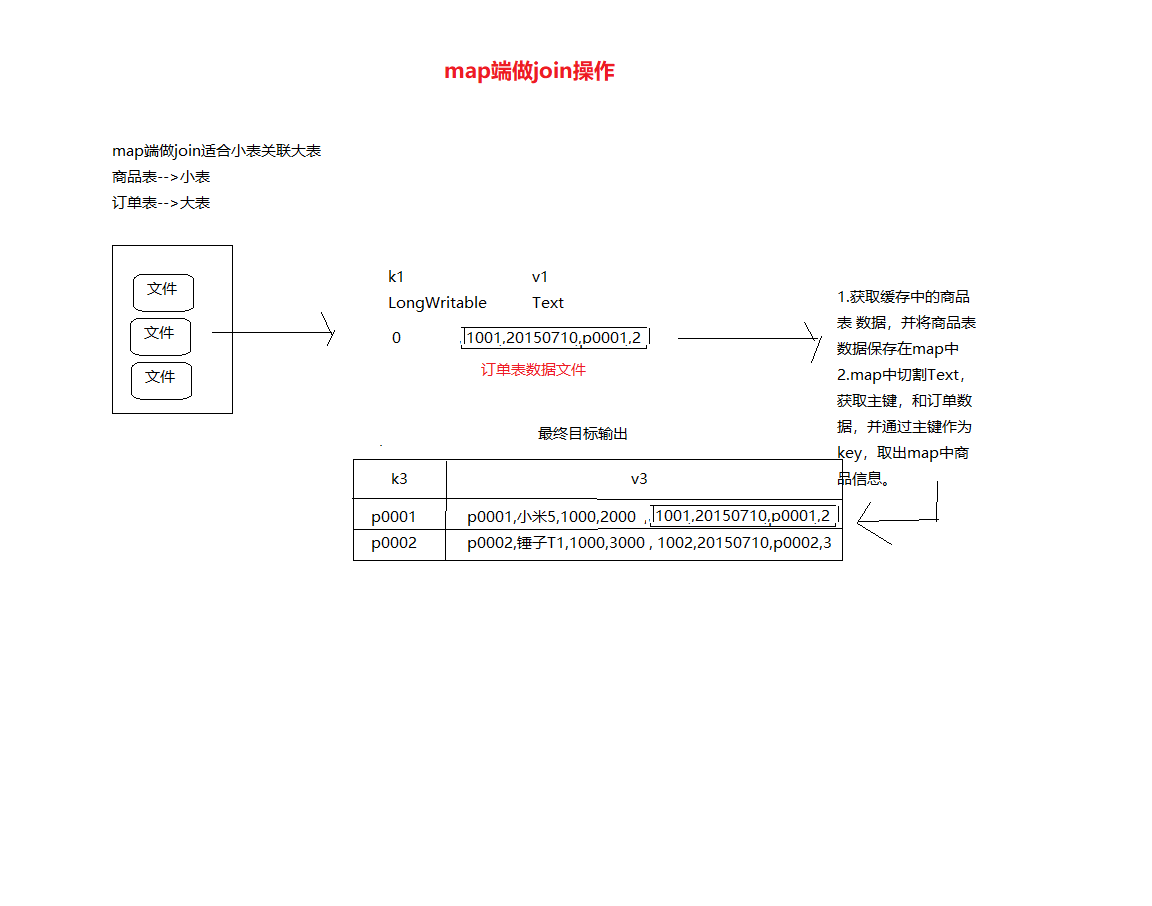 map端做join操作
map端做join适合小表关联大表
商品表-->小表
订单表-->大表
文件
文件
文件
k1 v1
LongWritable Text
0 1001,20150710,p0001,2
订单表数据文件
1.获取缓存中的商品
表 数据，并将商品表
数据保存在map中
2.map中切割Text，
获取主键，和订单数
据，并通过主键作为
key，取出map中商
品信息。
最终目标输出
k3 v3
p0001 p0001,小米5,1000,2000 , 1001,20150710,p0001,2
p0002 p0002,锤子T1,1000,3000 , 1002,20150710,p0002,3